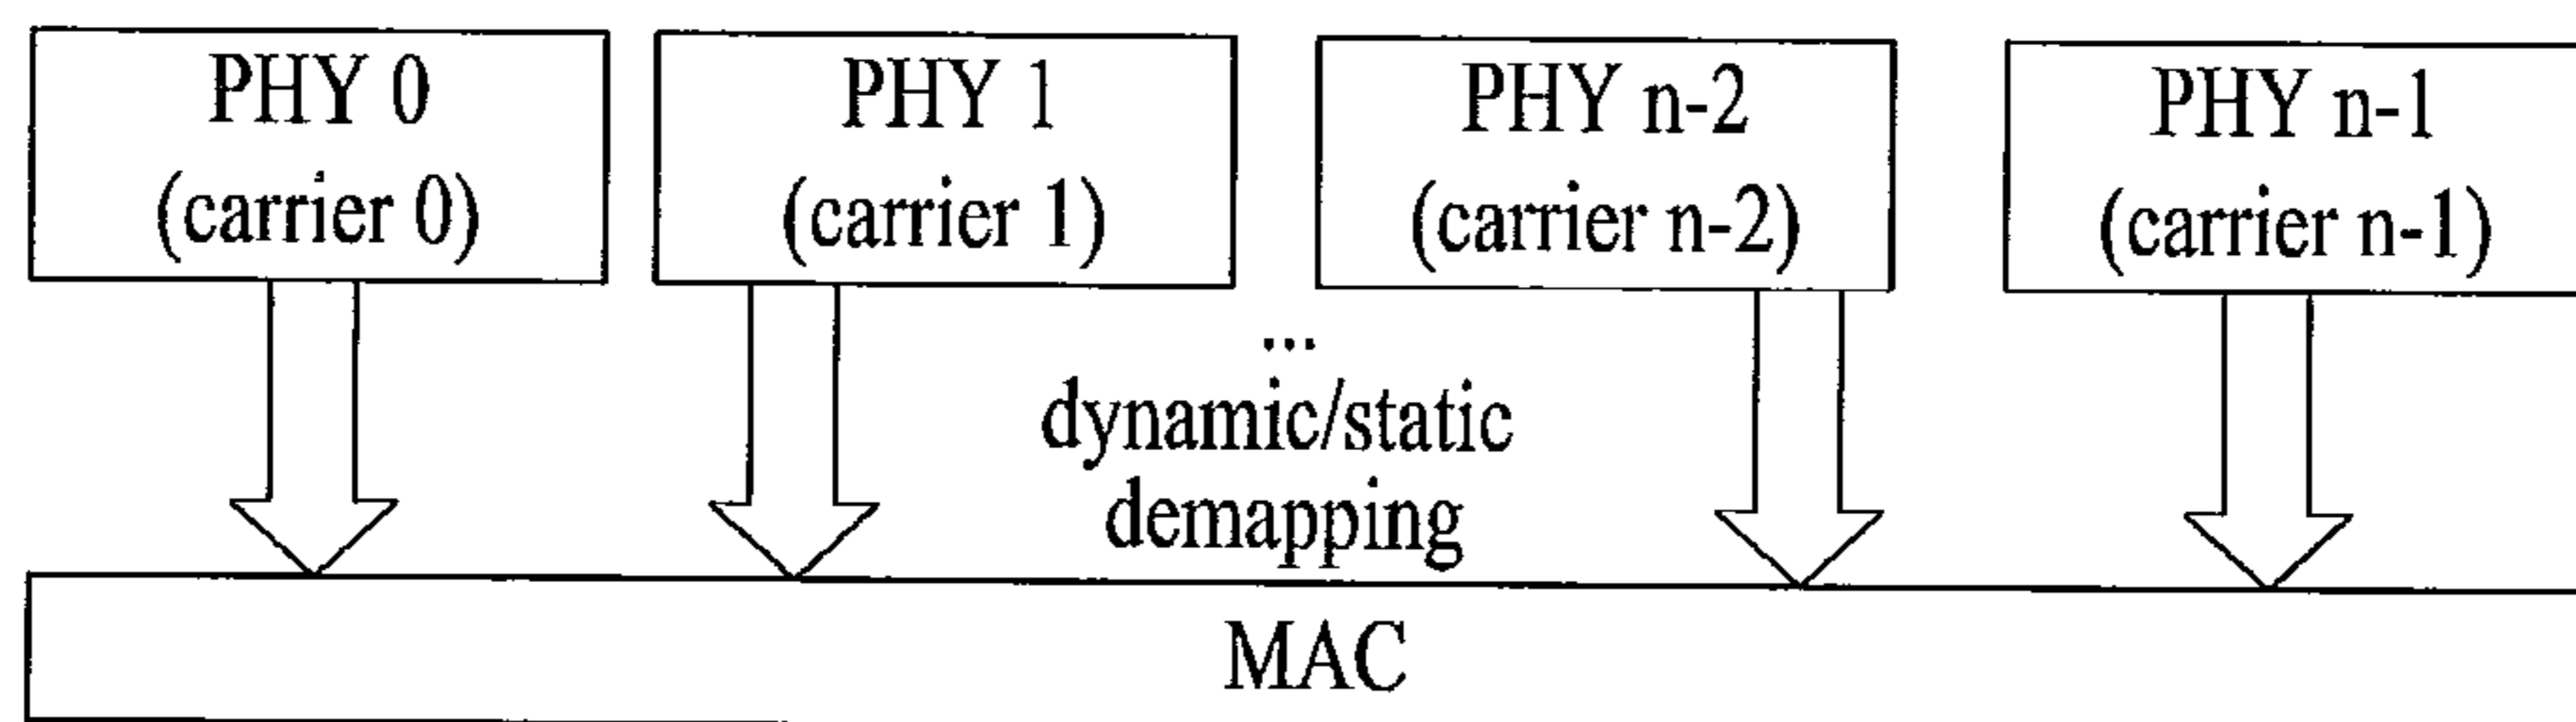 PHY 0
(carrier 0)
PHY 1
(carrier 1)
PHY n-2
(carrier n-2)
PHY n-1
(carrier n-1)
...
dynamic/static
demapping
MAC